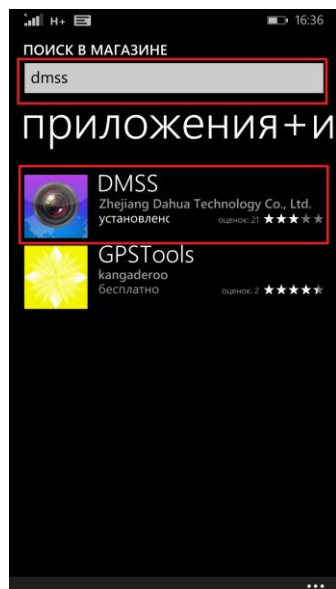 H+ 16:36
ПОИСК В МАГАЗИНЕ
dmss
приложения+и
DMSS
Zhejiang Dahua Technology Co., Ltd.
установленс оценок: 21
GPSTools
kangaderoo
бесплатно оценок: 2
...